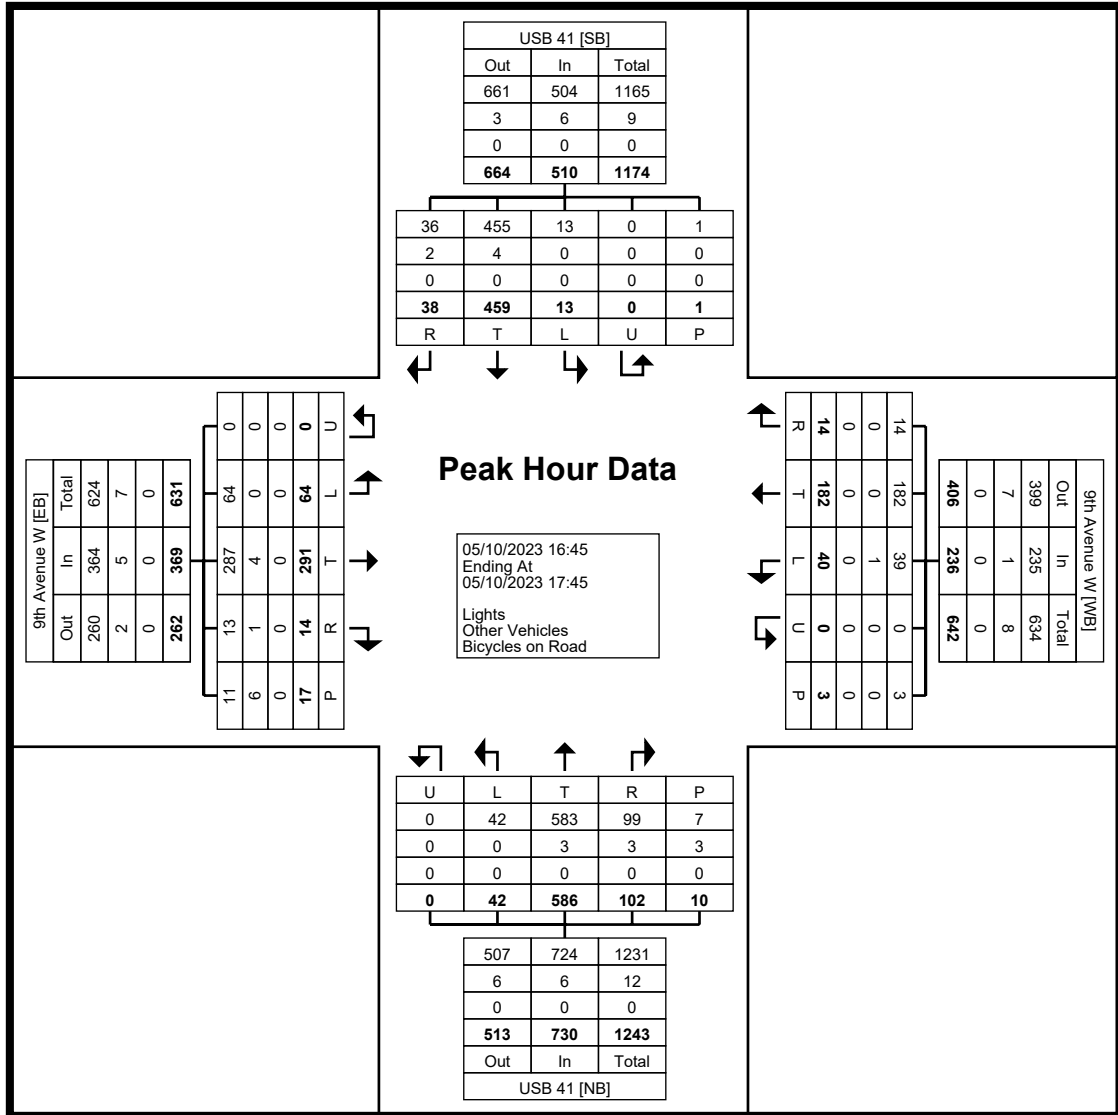 USB 41 [SB]
Out In Total
661 504 1165
3 6 9
0 0 0
664 510 1174
36 455 13 0 1
2 4 0 0 0
0 0 0 0 0
38 459 13 0 1
R T L U P
9th Avenue W [EB]
Total In Out
624 364 260
7 5 2
0 0 0
631 369 262
0 64 287 13 11
0 0 4 1 6
0 0 0 0 0
0 64 291 14 17
U L T R P
Peak Hour Data
05/10/2023 16:45
Ending At
05/10/2023 17:45
Lights
Other Vehicles
Bicycles on Road
9th Avenue W [WB]
Out In Total
399 235 634
7 1 8
0 0 0
406 236 642
14 182 39 0 3
0 0 1 0 0
0 0 0 0 0
14 182 40 0 3
R T L U P
U L T R P
0 42 583 99 7
0 0 3 3 3
0 0 0 0 0
0 42 586 102 10
507 724 1231
6 6 12
0 0 0
513 730 1243
Out In Total
USB 41 [NB]